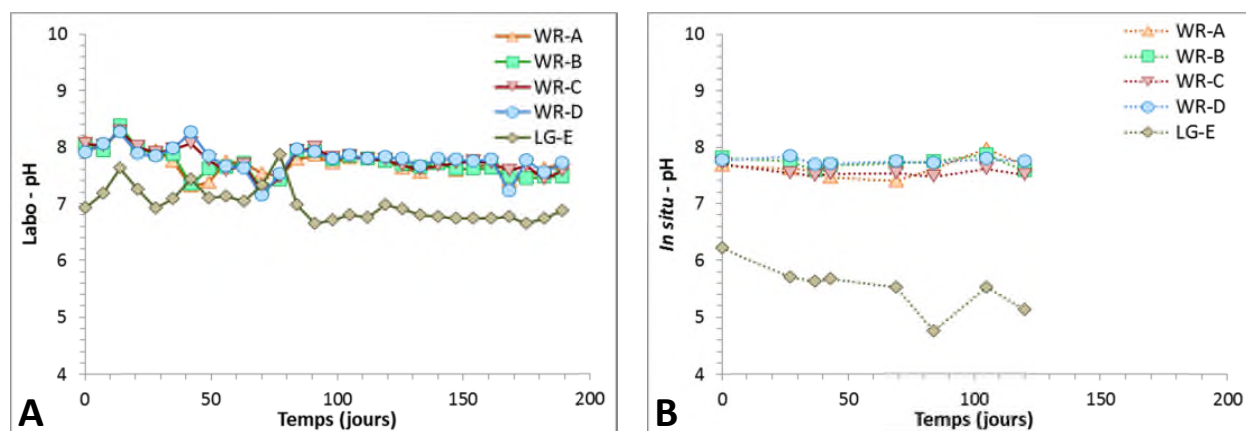 10
9
8
7
6
5
4
0
50
100
150
200
Labo - pH
Temps (jours)
WR-A
WR-B
WR-C
WR-D
LG-E
A
10
9
8
7
6
5
4
0
50
100
150
200
In situ - pH
Temps (jours)
WR-A
WR-B
WR-C
WR-D
LG-E
B